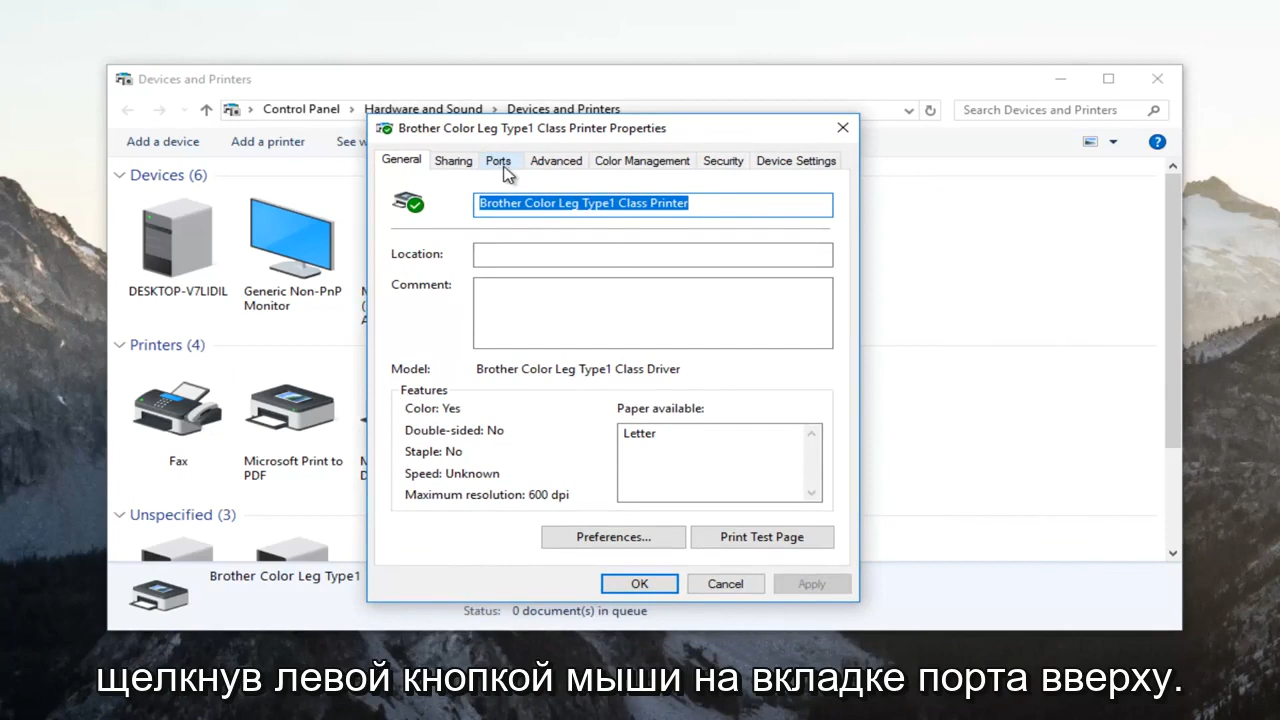 Devices and Printers
Control Panel > Hardware and Sound > Devices and Printers
Search Devices and Printers
Add a device
Add a printer
See w
Brother Color Leg Type1 Class Printer Properties
General
Sharing
Ports
Advanced
Color Management
Security
Device Settings
Brother Color Leg Type1 Class Printer
Location:
Comment:
Model:
Brother Color Leg Type1 Class Driver
Features
Color: Yes
Double-sided: No
Staple: No
Speed: Unknown
Maximum resolution: 600 dpi
Paper available:
Letter
Preferences...
Print Test Page
OK
Cancel
Apply
Devices (6)
DESKTOP-V7LIDIL
Generic Non-PnP
Monitor
Printers (4)
Fax
Microsoft Print to
PDF
Unspecified (3)
Brother Color Leg Type1
Status: 0 document(s) in queue
щелкнув левой кнопкой мыши на вкладке порта вверху.